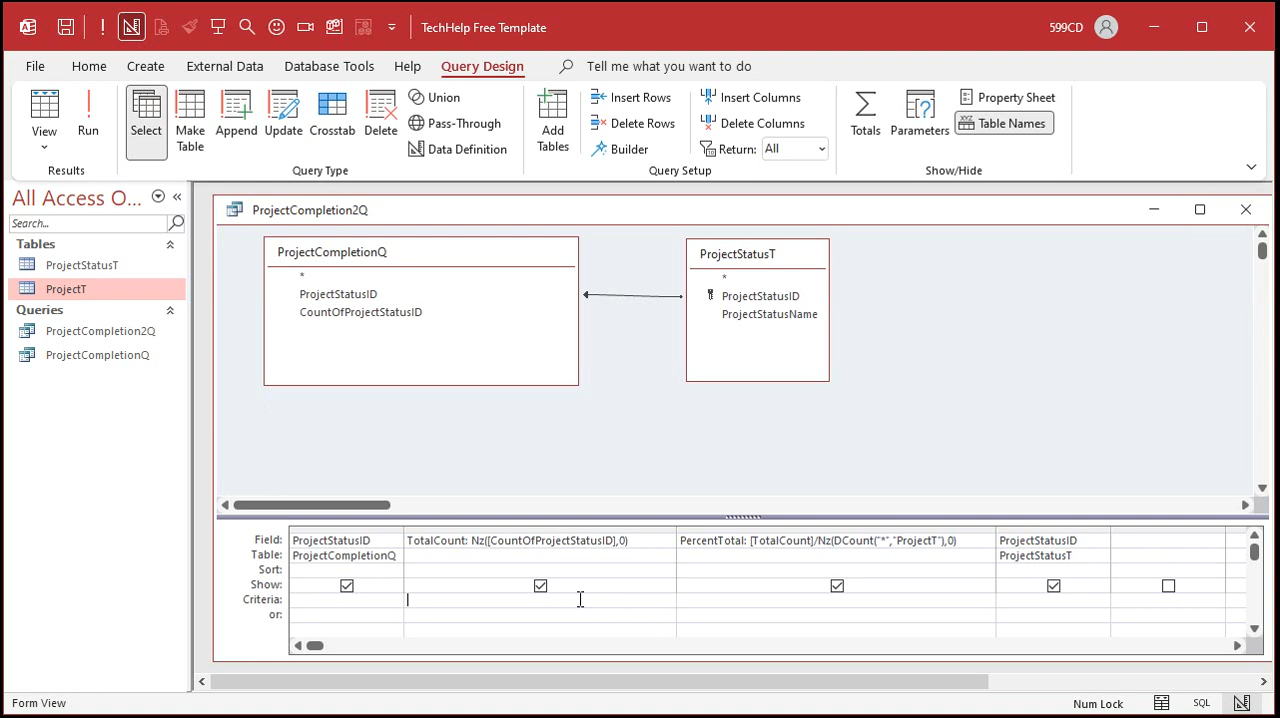 TechHelp Free Template
599CD
File Home Create External Data Database Tools Help Query Design Tell me what you want to do
View
Run
Results
Select
Make Table
Append
Update
Crosstab
Delete
Union
Pass-Through
Data Definition
Query Type
Add Tables
Insert Rows
Delete Rows
Builder
Insert Columns
Delete Columns
Return: All
Query Setup
Totals
Parameters
Property Sheet
Table Names
Show/Hide
All Access O...
Search...
Tables
ProjectStatusT
ProjectT
Queries
ProjectCompletion2Q
ProjectCompletionQ
ProjectCompletion2Q
ProjectCompletionQ
*
ProjectStatusID
CountOfProjectStatusID
ProjectStatusT
*
ProjectStatusID
ProjectStatusName
Field: ProjectStatusID TotalCount: Nz([CountOfProjectStatusID],0) PercentTotal: [TotalCount]/Nz(DCount("*","ProjectT"),0) ProjectStatusID
Table: ProjectCompletionQ ProjectStatusT
Sort:
Show:
Criteria:
or:
Form View
Num Lock
SQL